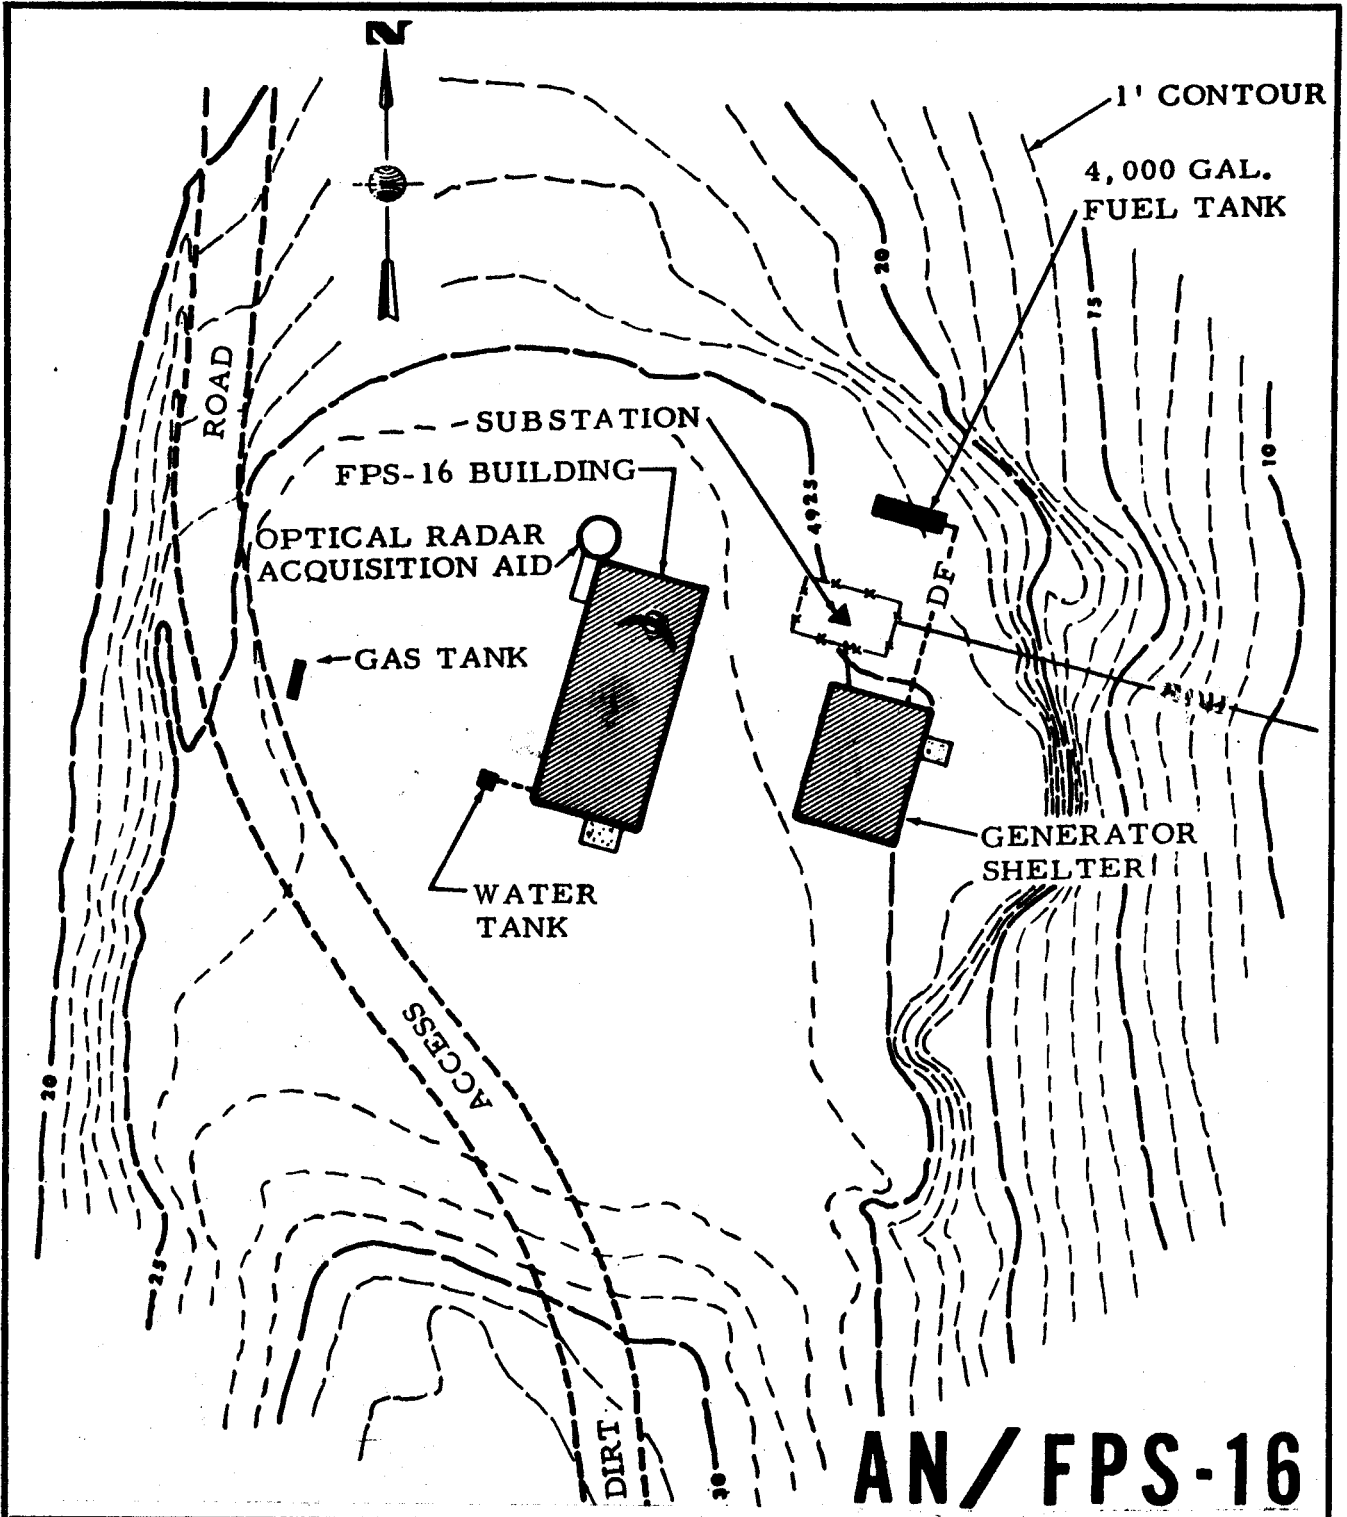 N
1' CONTOUR
4,000 GAL.
FUEL TANK
20
15
ROAD
SUBSTATION
10
FPS-16 BUILDING
4925
OPTICAL RADAR
ACQUISITION AID
DF
GAS TANK
GENERATOR
SHELTER
WATER
TANK
ACCESS
20
25
DIRT
30
AN/FPS-16